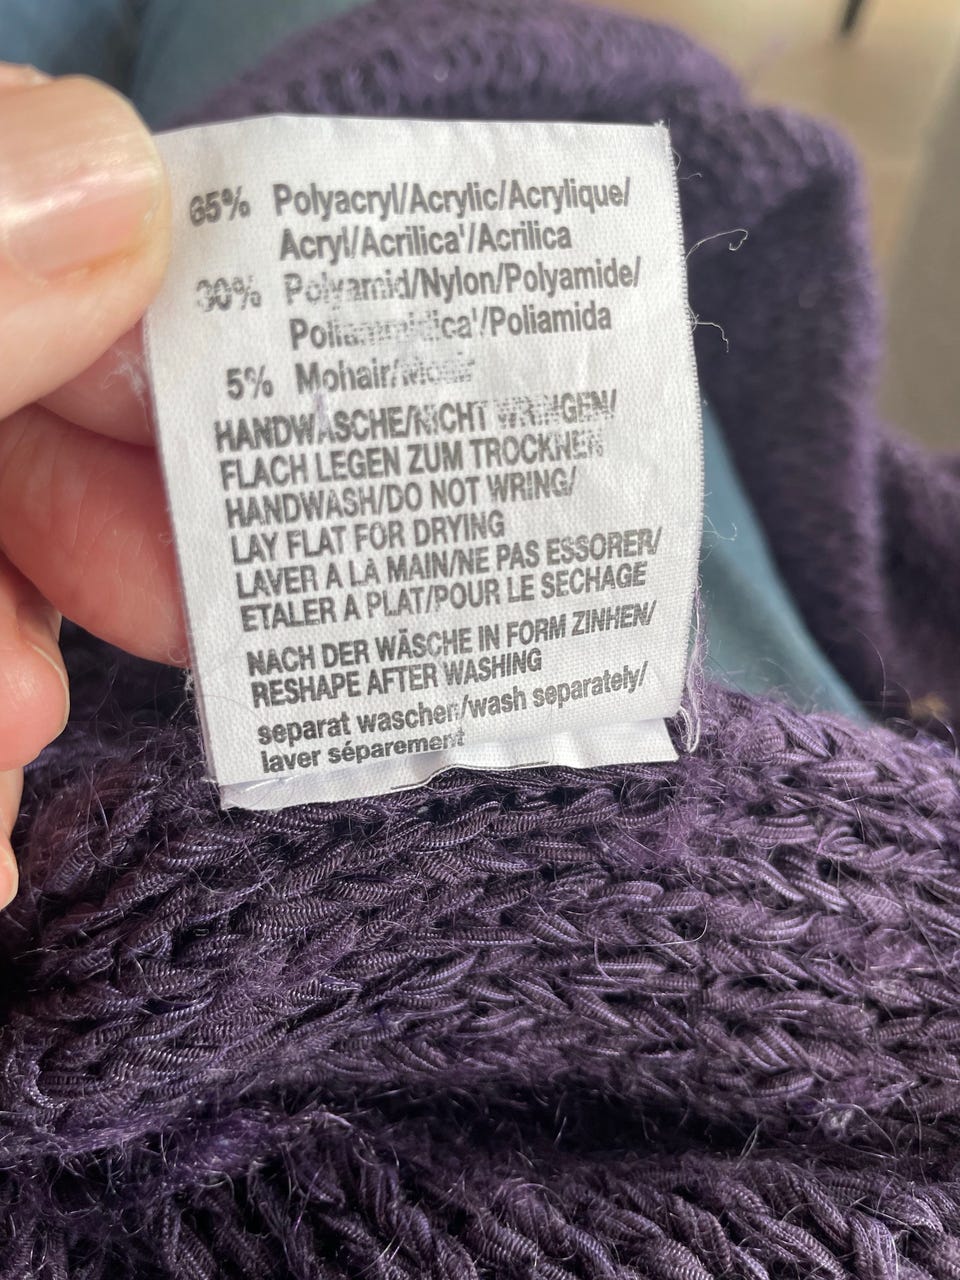 65% Polyacryl/Acrylic/Acrylique/
Acryl/Acrilica'/Acrilica
30% Polyamid/Nylon/Polyamide/
/Poliamida
5% Mohair/
HANDWASCHE/NICHT WRINGEN/
FLACH LEGEN ZUM TROCKNEN
HANDWASH/DO NOT WRING/
LAY FLAT FOR DRYING
LAVER A LA MAIN/NE PAS ESSORER/
ETALER A PLAT/POUR LE SECHAGE
NACH DER WÄSCHE IN FORM ZINHEN/
RESHAPE AFTER WASHING
separat waschen/wash separately/
laver séparement